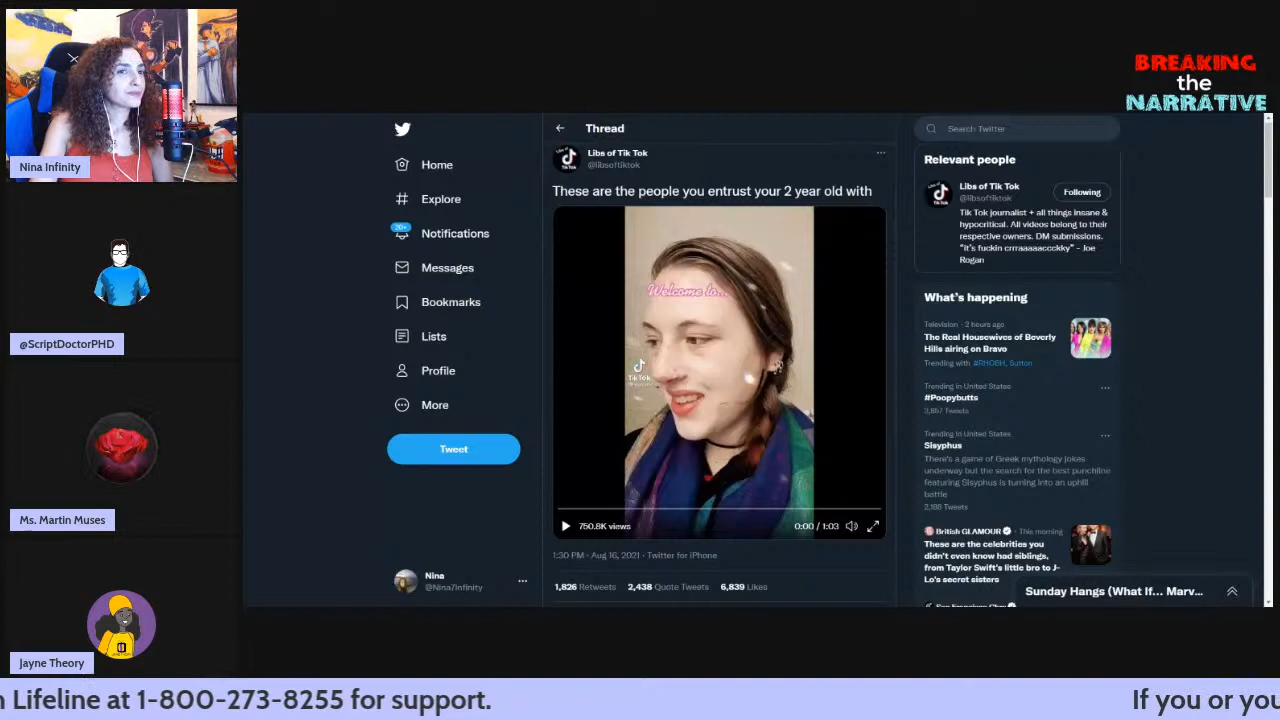 Nina Infinity
@ScriptDoctorPHD
Ms. Martin Muses
Jayne Theory
Home
Explore
20+
Notifications
Messages
Bookmarks
Lists
Profile
More
Tweet
Nina
@Nina7Infinity
Thread
Libs of Tik Tok
@libsoftiktok
These are the people you entrust your 2 year old with
Welcome to...
TikTok
750.8K views
0:00 / 1:03
1:30 PM · Aug 16, 2021 · Twitter for iPhone
1,826 Retweets 2,438 Quote Tweets 6,839 Likes
BREAKING
the
NARRATIVE
Search Twitter
Relevant people
Libs of Tik Tok
@libsoftiktok
Following
Tik Tok journalist + all things insane &
hypocritical. All videos belong to their
respective owners. DM submissions.
"it's fuckin crrraaaaaccckky" - Joe
Rogan
What's happening
Television · 2 hours ago
The Real Housewives of Beverly
Hills airing on Bravo
Trending with #RHOBH, Sutton
Trending in United States
#Poopybutts
3,857 Tweets
Trending in United States
Sisyphus
There's a game of Greek mythology jokes
underway but the search for the best punchline
featuring Sisyphus is turning into an uphill
battle
2,188 Tweets
British GLAMOUR · This morning
These are the celebrities you
didn't even know had siblings,
from Taylor Swift's little bro to J-
Lo's secret sisters
Sunday Hangs (What If... Marv...
n Lifeline at 1-800-273-8255 for support.
If you or you